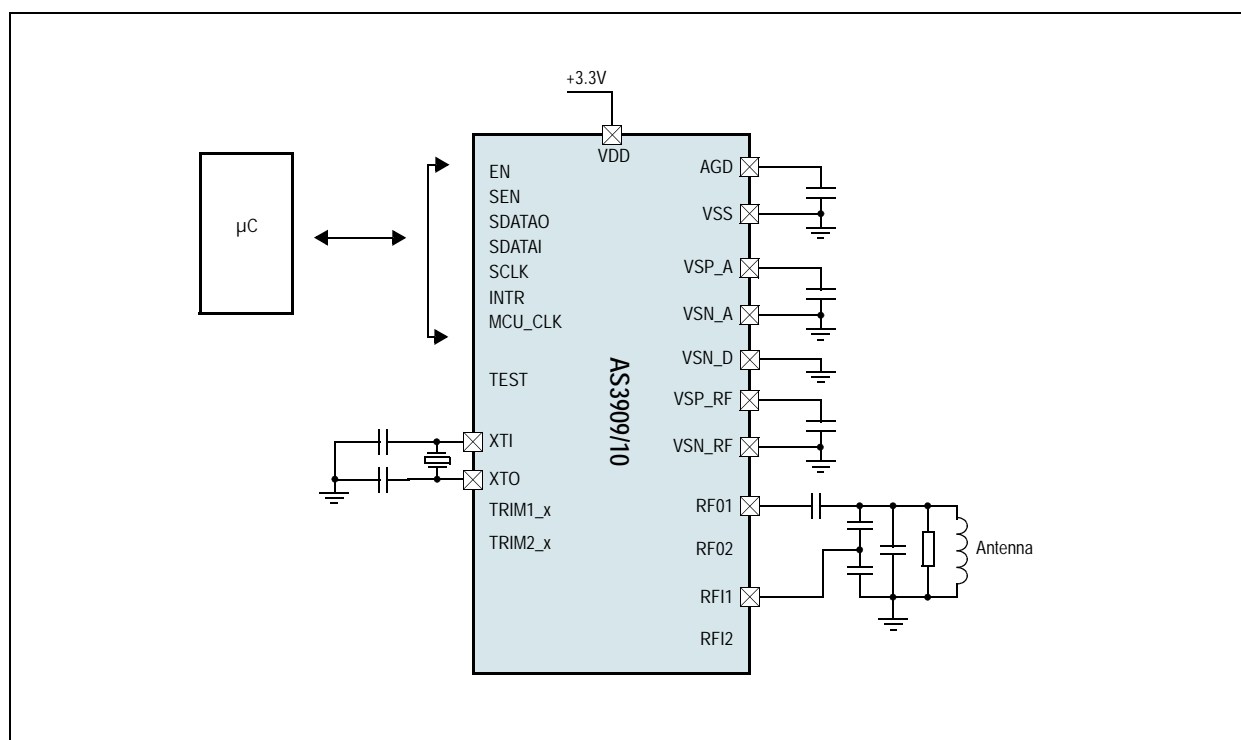 +3.3V
VDD
µC
EN
SEN
SDATAO
SDATAI
SCLK
INTR
MCU_CLK
TEST
XTI
XTO
TRIM1_x
TRIM2_x
AS3909/10
AGD
VSS
VSP_A
VSN_A
VSN_D
VSP_RF
VSN_RF
RF01
RF02
RFI1
RFI2
Antenna